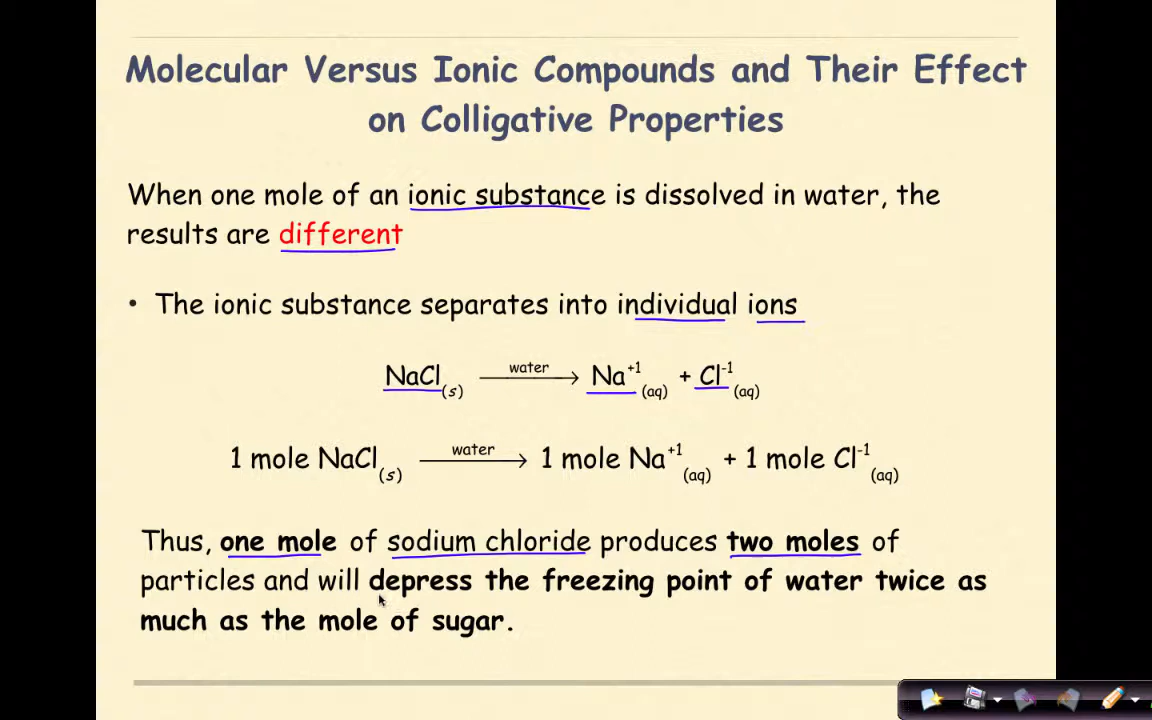 Molecular Versus Ionic Compounds and Their Effect
on Colligative Properties
When one mole of an ionic substance is dissolved in water, the
results are different
• The ionic substance separates into individual ions
NaCl(s) water⟶ Na⁺¹(aq) + Cl⁻¹(aq)
1 mole NaCl(s) water⟶ 1 mole Na⁺¹(aq) + 1 mole Cl⁻¹(aq)
Thus, one mole of sodium chloride produces two moles of
particles and will depress the freezing point of water twice as
much as the mole of sugar.